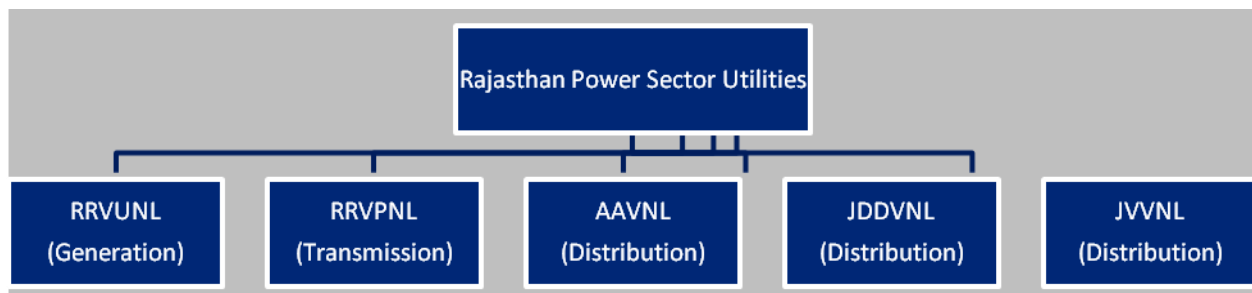 Rajasthan Power Sector Utilities
RRVUNL
(Generation)
RRVPNL
(Transmission)
AAVNL
(Distribution)
JDDVNL
(Distribution)
JVVNL
(Distribution)